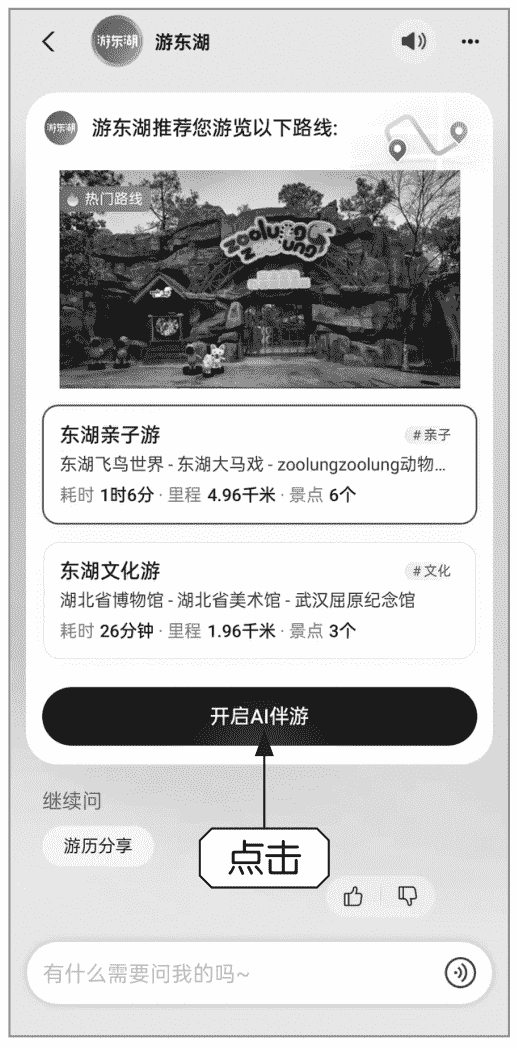 游东湖
游东湖
游东湖
游东湖推荐您游览以下路线:
热门路线
zoolung
zoolung
东湖亲子游
#亲子
东湖飞鸟世界 - 东湖大马戏 - zoolungzoolung动物...
耗时 1时6分 · 里程 4.96千米 · 景点 6个
东湖文化游
#文化
湖北省博物馆 - 湖北省美术馆 - 武汉屈原纪念馆
耗时 26分钟 · 里程 1.96千米 · 景点 3个
开启AI伴游
继续问
游历分享
点击
有什么需要问我的吗~